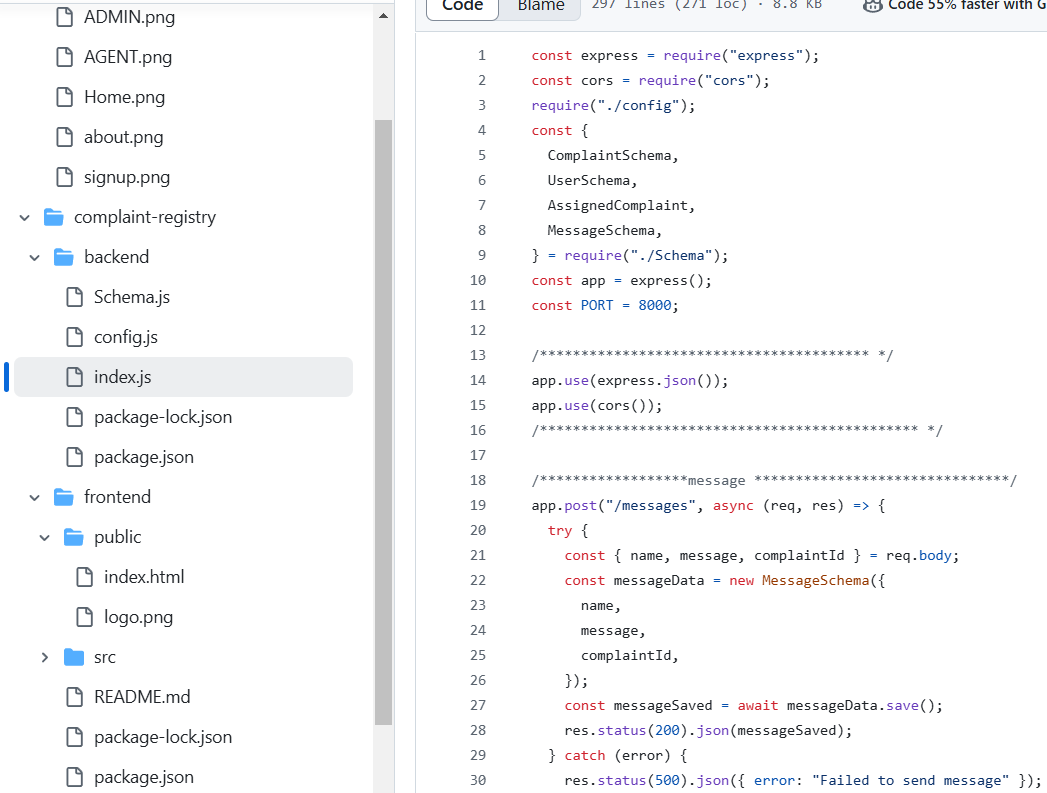 ADMIN.png
AGENT.png
Home.png
about.png
signup.png
complaint-registry
backend
Schema.js
config.js
index.js
package-lock.json
package.json
frontend
public
index.html
logo.png
src
README.md
package-lock.json
package.json
Code Blame 297 lines (271 loc) · 8.8 KB Code 55% faster with G
1 const express = require("express");
2 const cors = require("cors");
3 require("./config");
4 const {
5 ComplaintSchema,
6 UserSchema,
7 AssignedComplaint,
8 MessageSchema,
9 } = require("./Schema");
10 const app = express();
11 const PORT = 8000;
12
13 /**************************************** */
14 app.use(express.json());
15 app.use(cors());
16 /********************************************** */
17
18 /******************message *******************************/
19 app.post("/messages", async (req, res) => {
20 try {
21 const { name, message, complaintId } = req.body;
22 const messageData = new MessageSchema({
23 name,
24 message,
25 complaintId,
26 });
27 const messageSaved = await messageData.save();
28 res.status(200).json(messageSaved);
29 } catch (error) {
30 res.status(500).json({ error: "Failed to send message" });